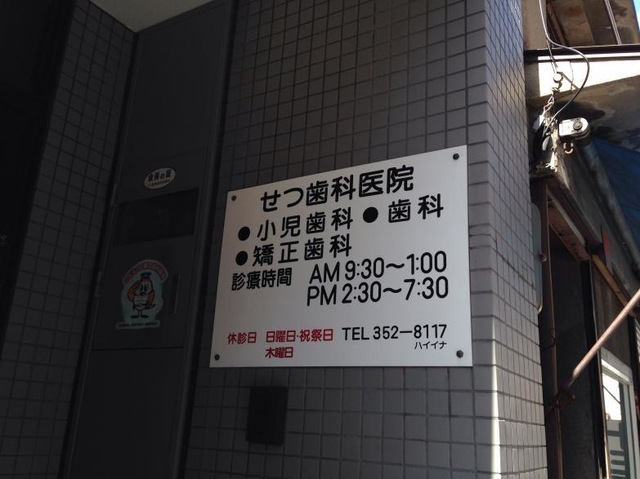 せつ歯科医院
●小児歯科●歯科
●矯正歯科
診療時間 AM 9:30～1:00
PM 2:30～7:30
休診日 日曜日・祝祭日 TEL 352－8117
木曜日 ハイイナ